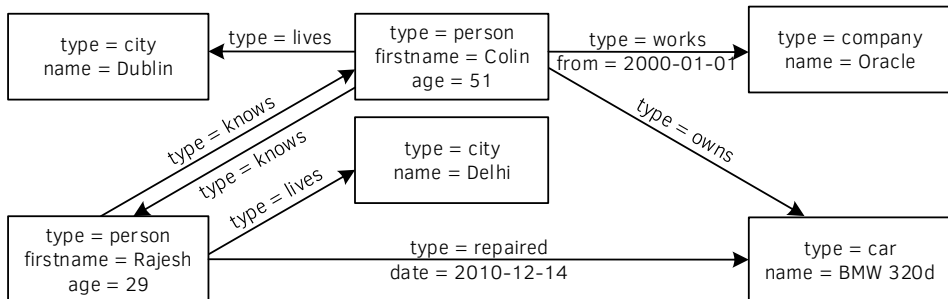 type = city
name = Dublin
type = lives
type = person
firstname = Colin
age = 51
type = works
from = 2000-01-01
type = company
name = Oracle
type = knows
type = knows
type = owns
type = city
name = Delhi
type = lives
type = person
firstname = Rajesh
age = 29
type = repaired
date = 2010-12-14
type = car
name = BMW 320d